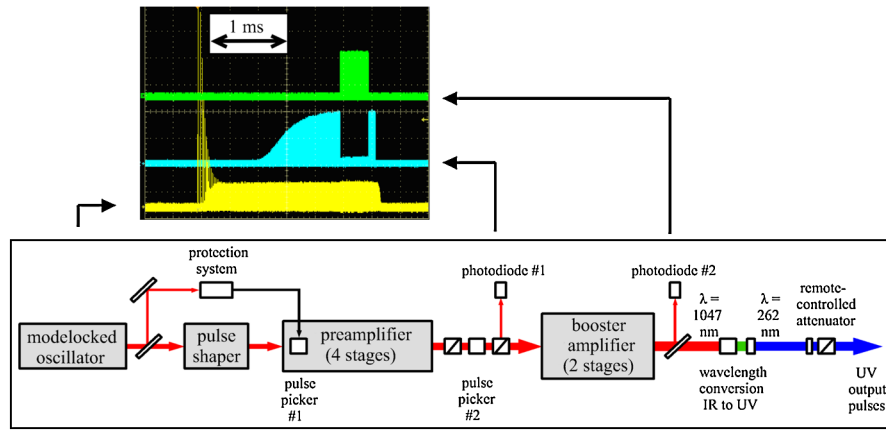 1 ms
protection
system
photodiode #1
photodiode #2
λ =
1047
nm
λ =
262
nm
remote-
controlled
attenuator
modelocked
oscillator
pulse
shaper
preamplifier
(4 stages)
booster
amplifier
(2 stages)
pulse
picker
#1
pulse
picker
#2
wavelength
conversion
IR to UV
UV
output
pulses